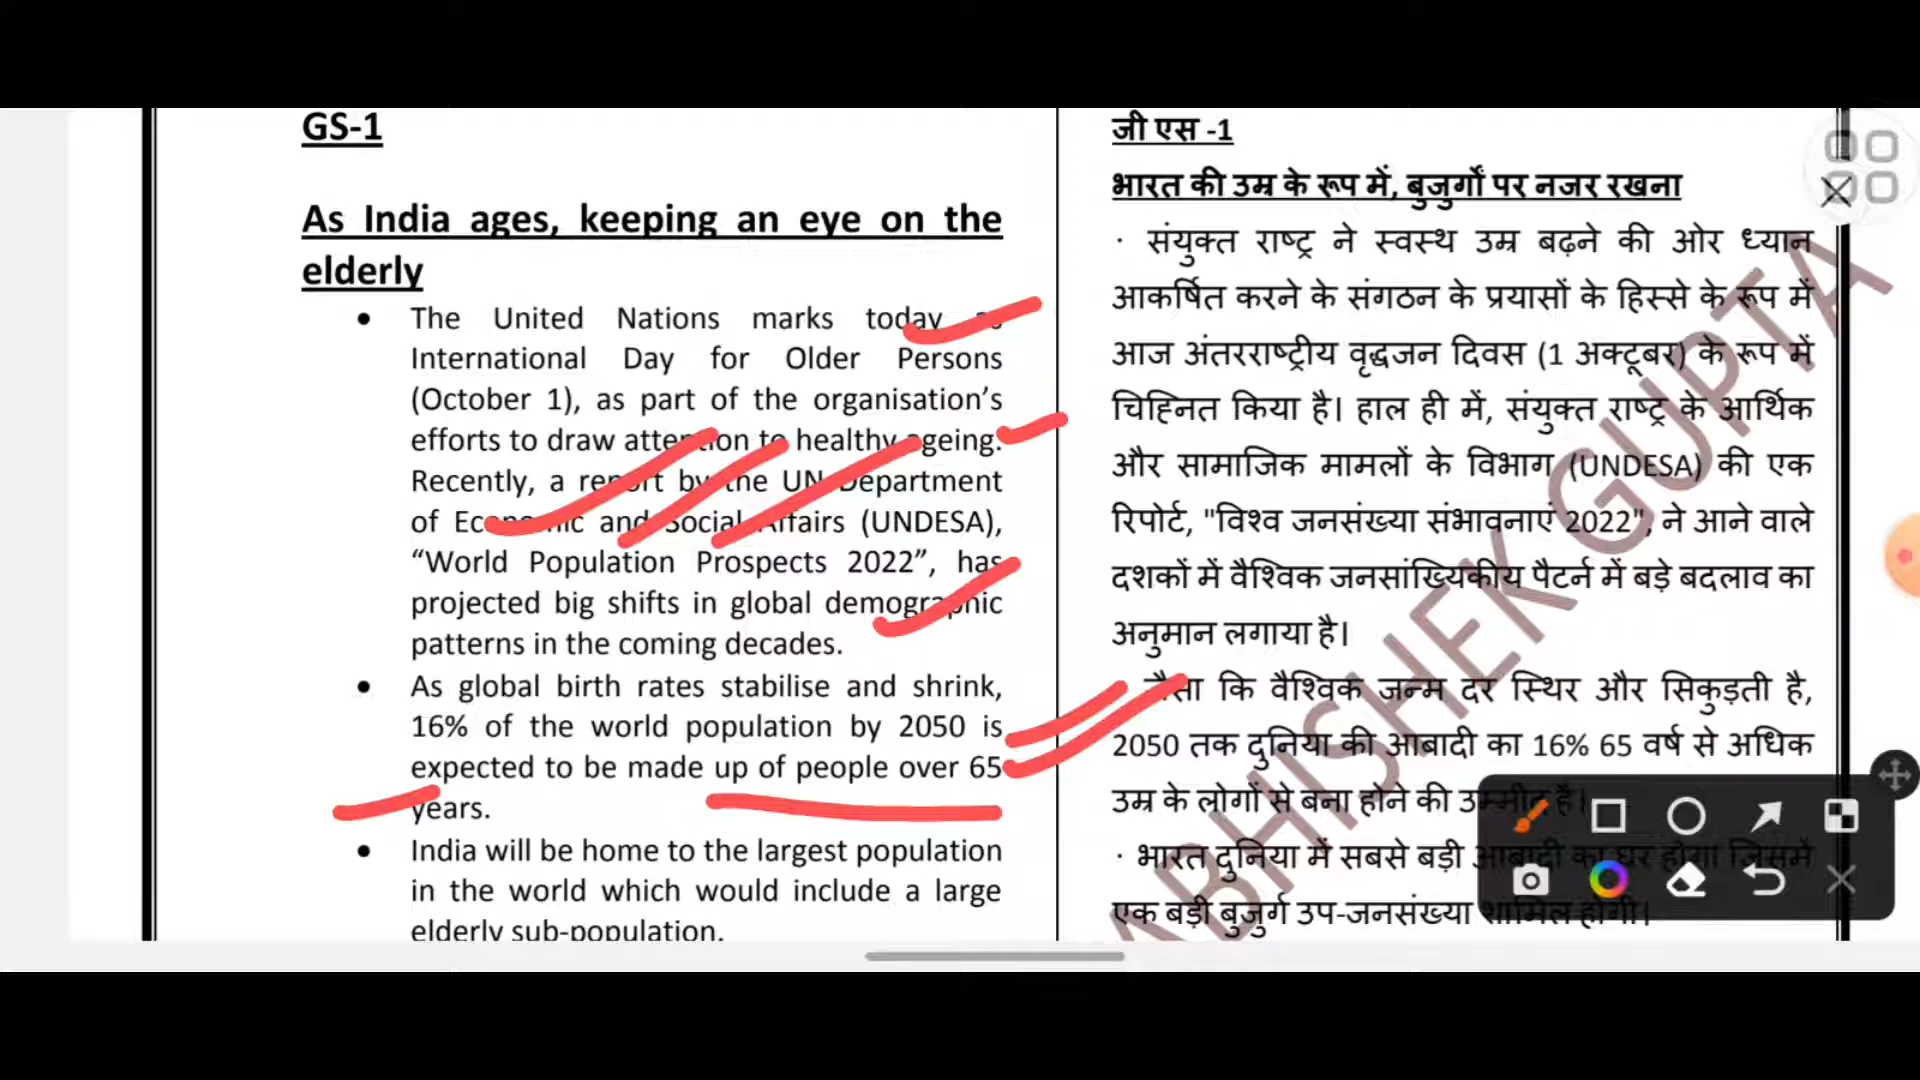 GS-1
As India ages, keeping an eye on the
elderly
• The United Nations marks today as
International Day for Older Persons
(October 1), as part of the organisation's
efforts to draw attention to healthy ageing.
Recently, a report by the UN Department
of Economic and Social Affairs (UNDESA),
“World Population Prospects 2022”, has
projected big shifts in global demographic
patterns in the coming decades.
• As global birth rates stabilise and shrink,
16% of the world population by 2050 is
expected to be made up of people over 65
years.
• India will be home to the largest population
in the world which would include a large
elderly sub-population.
जी एस -1
भारत की उम्र के रूप में, बुजुर्गों पर नजर रखना
· संयुक्त राष्ट्र ने स्वस्थ उम्र बढ़ने की ओर ध्यान
आकर्षित करने के संगठन के प्रयासों के हिस्से के रूप में
आज अंतरराष्ट्रीय वृद्धजन दिवस (1 अक्टूबर) के रूप में
चिह्नित किया है। हाल ही में, संयुक्त राष्ट्र के आर्थिक
और सामाजिक मामलों के विभाग (UNDESA) की एक
रिपोर्ट, "विश्व जनसंख्या संभावनाएं 2022", ने आने वाले
दशकों में वैश्विक जनसांख्यिकीय पैटर्न में बड़े बदलाव का
अनुमान लगाया है।
जैसा कि वैश्विक जन्म दर स्थिर और सिकुड़ती है,
2050 तक दुनिया की आबादी का 16% 65 वर्ष से अधिक
उम्र के लोगों से बना होने की उम्मीद है।
· भारत दुनिया में सबसे बड़ी आबादी का घर होगा जिसमें
एक बड़ी बुजुर्ग उप-जनसंख्या शामिल होगी।
ABHISHEK GUPTA